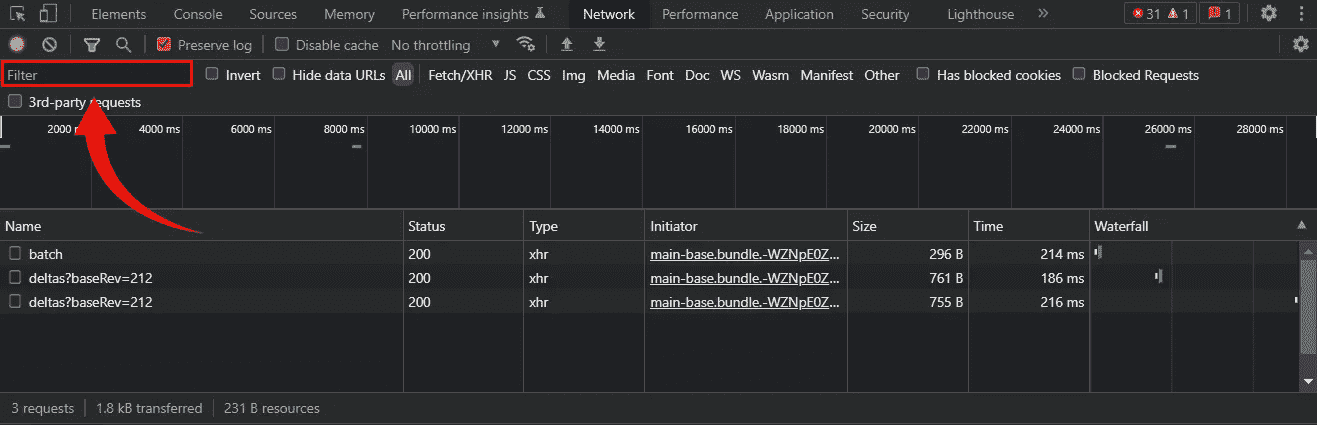 Elements Console Sources Memory Performance insights Network Performance Application Security Lighthouse » 31 1 1
Preserve log Disable cache No throttling
Filter Invert Hide data URLs All Fetch/XHR JS CSS Img Media Font Doc WS Wasm Manifest Other Has blocked cookies Blocked Requests
3rd-party requests
2000 ms 4000 ms 6000 ms 8000 ms 10000 ms 12000 ms 14000 ms 16000 ms 18000 ms 20000 ms 22000 ms 24000 ms 26000 ms 28000 ms
Name Status Type Initiator Size Time Waterfall
batch 200 xhr main-base.bundle.-WZNpE0Z... 296 B 214 ms
deltas?baseRev=212 200 xhr main-base.bundle.-WZNpE0Z... 761 B 186 ms
deltas?baseRev=212 200 xhr main-base.bundle.-WZNpE0Z... 755 B 216 ms
3 requests 1.8 kB transferred 231 B resources